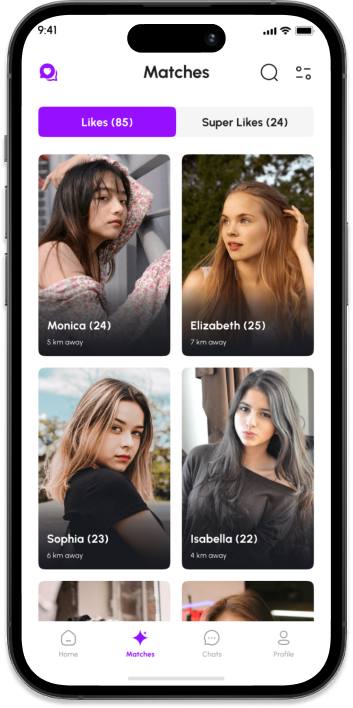 9:41
Matches
Likes (85)
Super Likes (24)
Monica (24)
5 km away
Elizabeth (25)
7 km away
Sophia (23)
6 km away
Isabella (22)
4 km away
Home
Matches
Chats
Profile